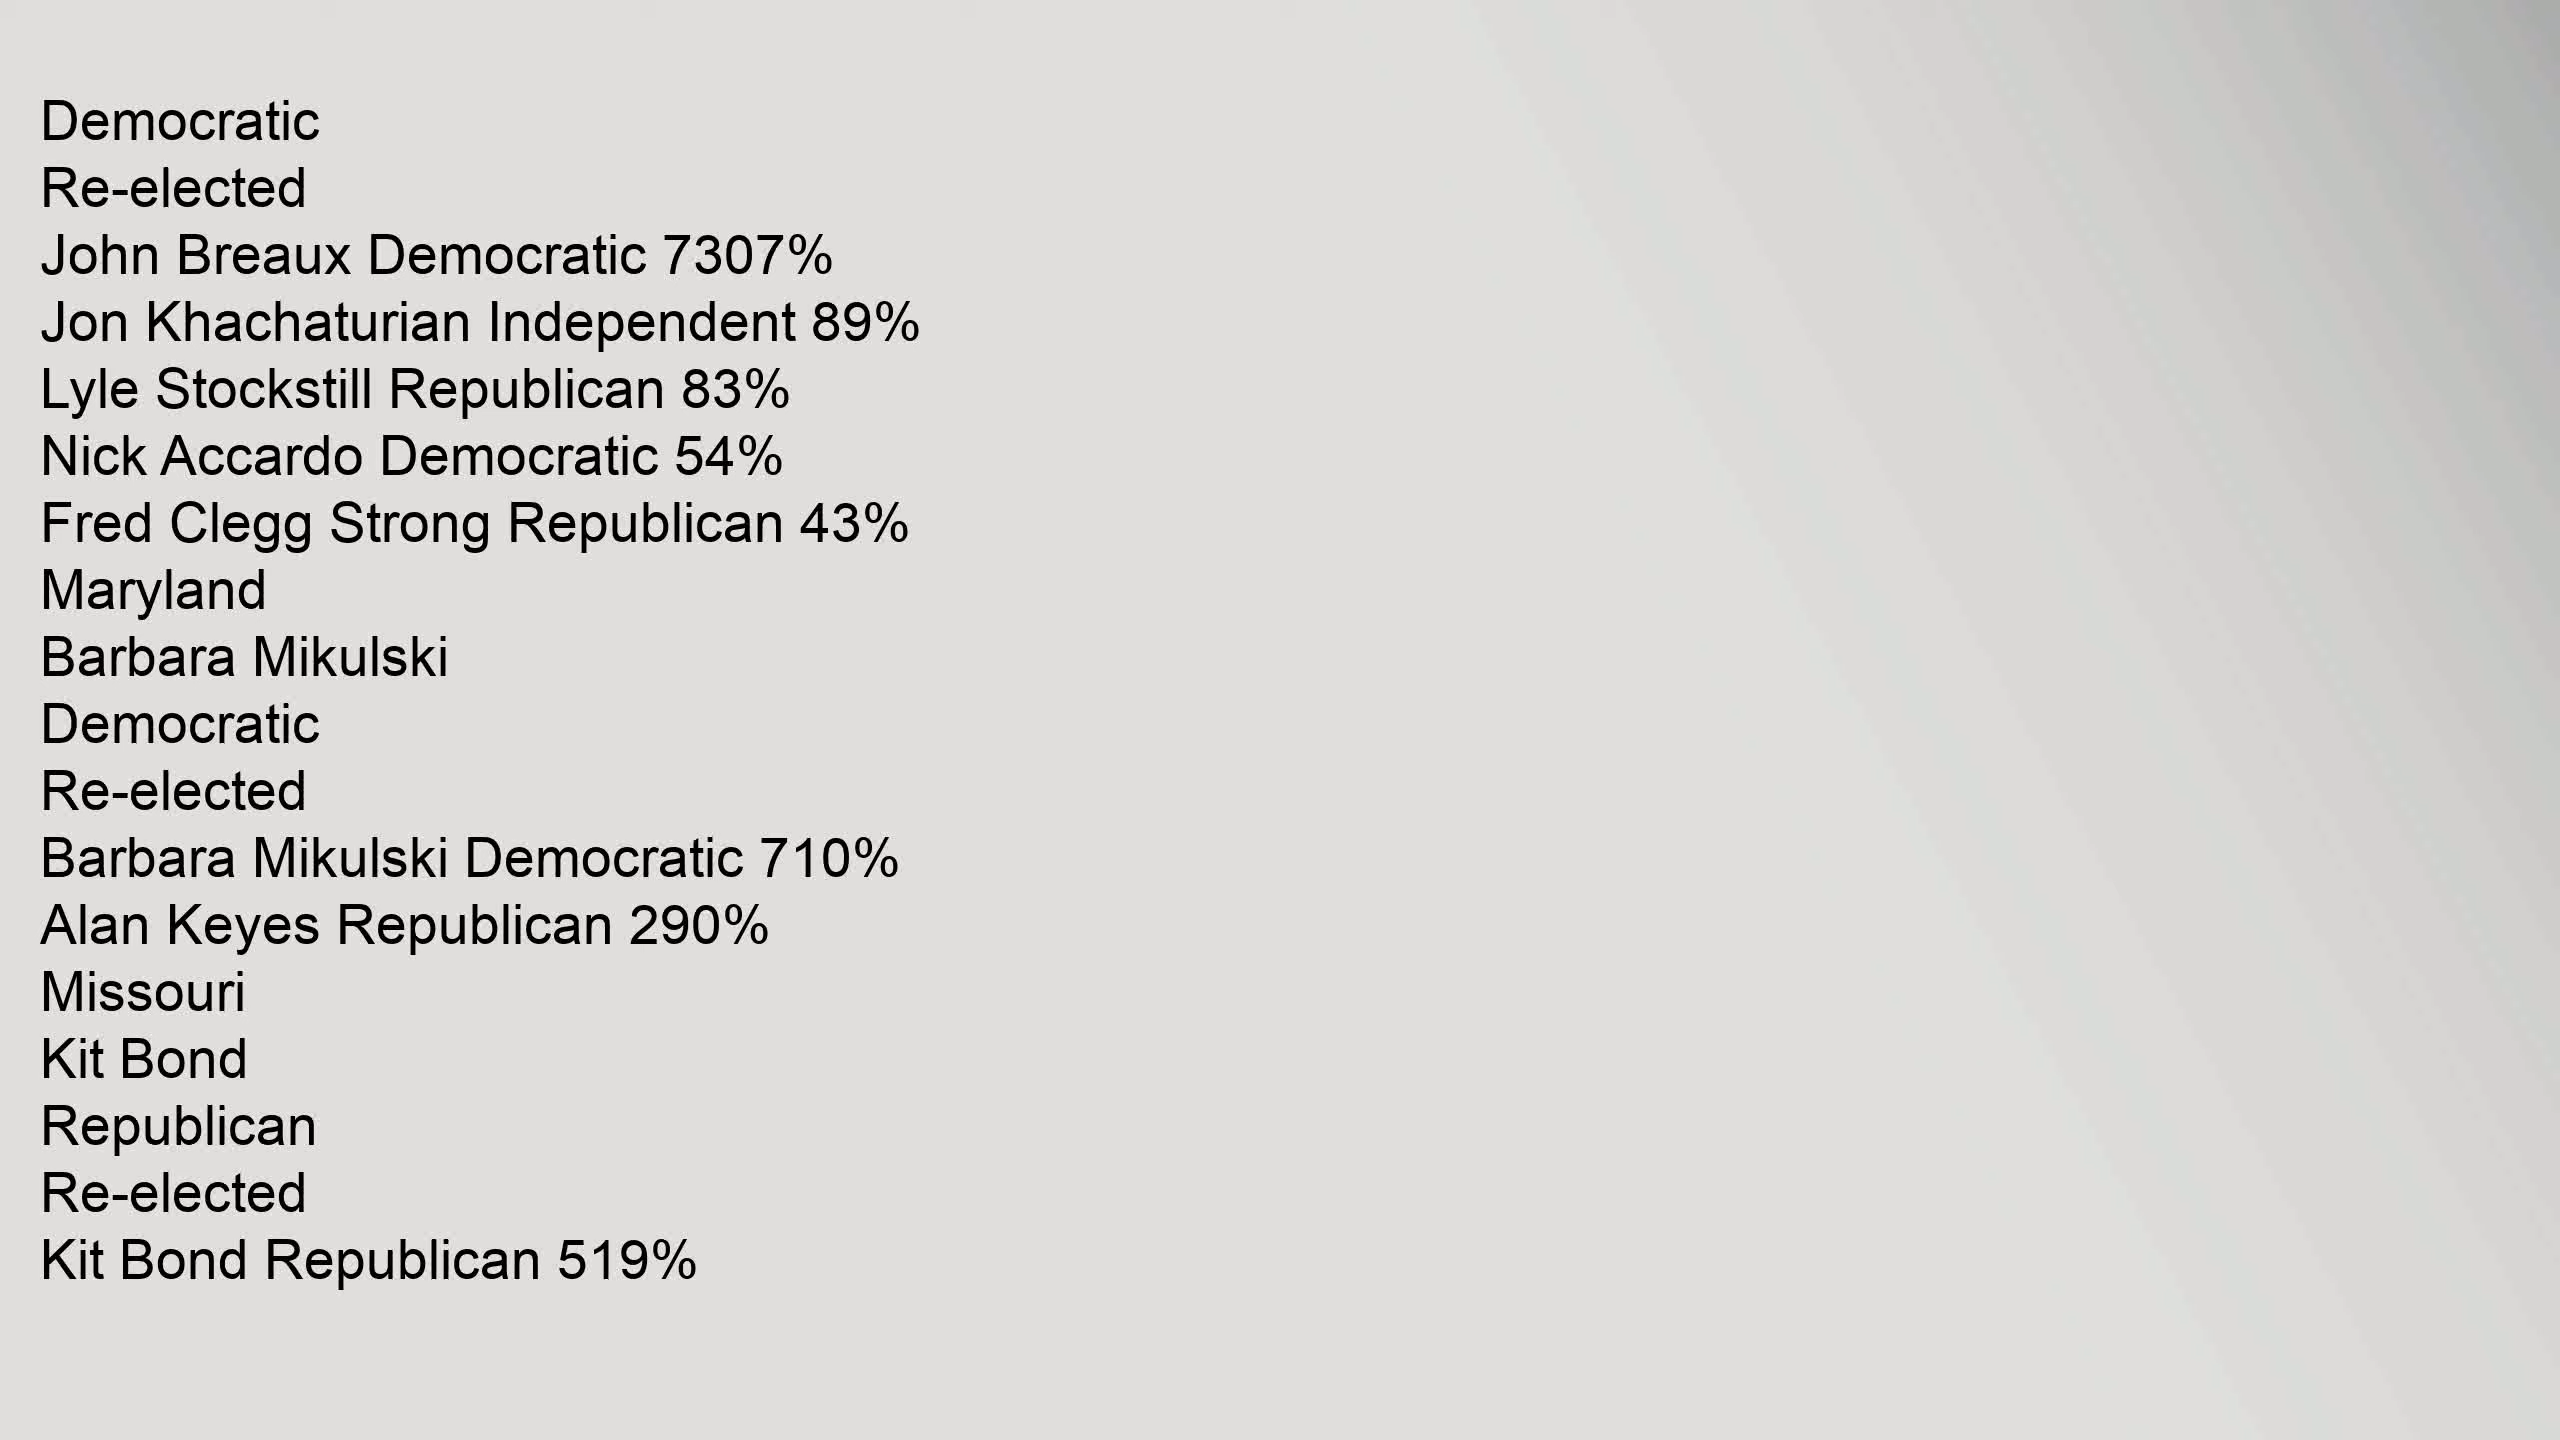 Democratic
Re-elected
John Breaux Democratic 7307%
Jon Khachaturian Independent 89%
Lyle Stockstill Republican 83%
Nick Accardo Democratic 54%
Fred Clegg Strong Republican 43%
Maryland
Barbara Mikulski
Democratic
Re-elected
Barbara Mikulski Democratic 710%
Alan Keyes Republican 290%
Missouri
Kit Bond
Republican
Re-elected
Kit Bond Republican 519%